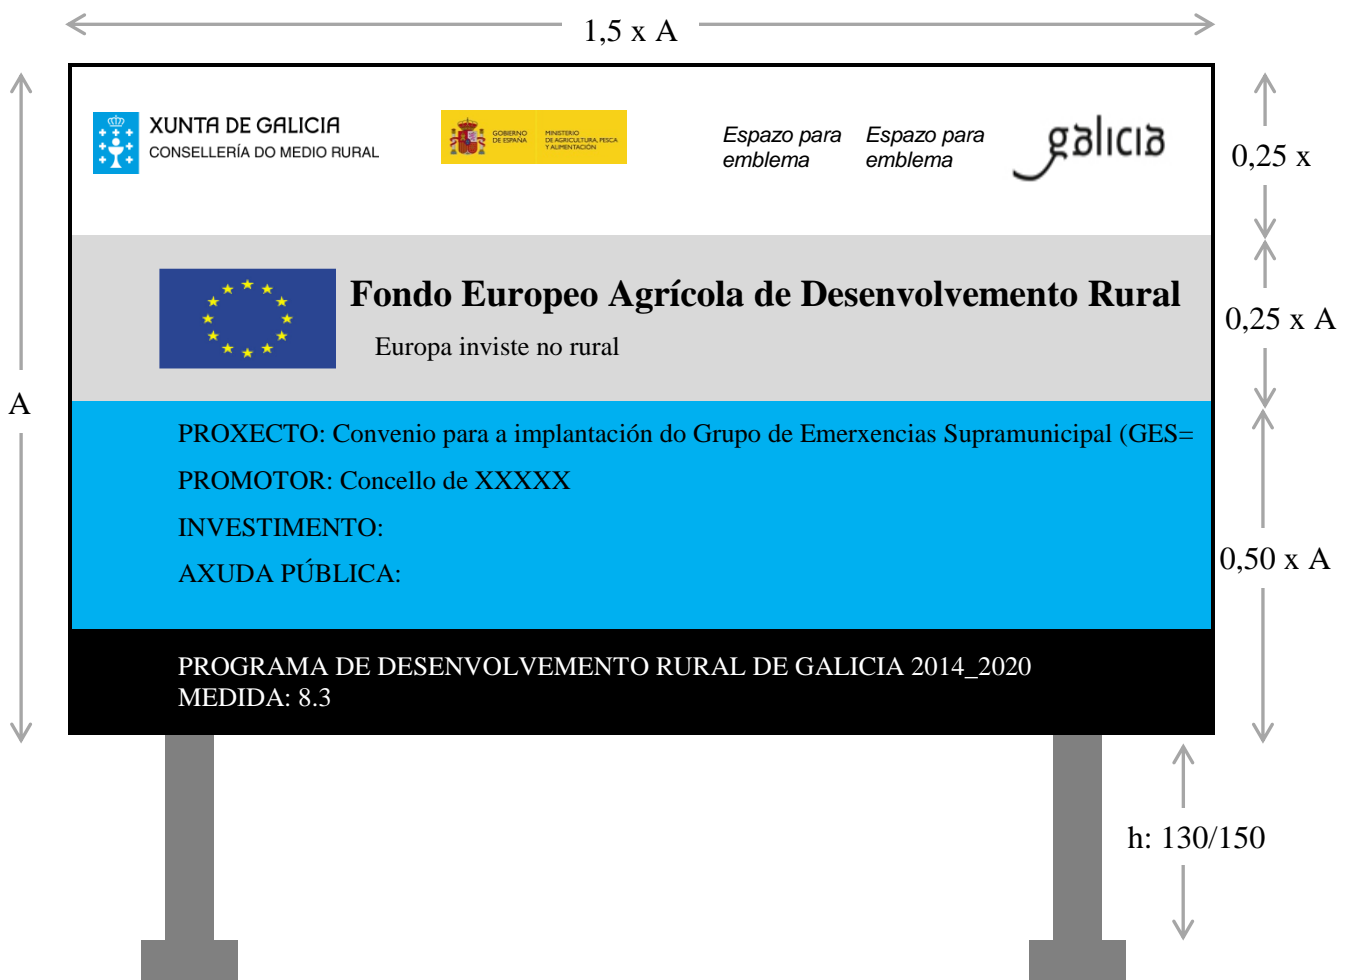 1,5 x A
XUNTA DE GALICIA
CONSELLERÍA DO MEDIO RURAL
GOBIERNO
DE ESPAÑA
MINISTERIO
DE AGRICULTURA, PESCA
Y ALIMENTACIÓN
Espazo para
emblema
Espazo para
emblema
galicia
0,25 x
Fondo Europeo Agrícola de Desenvolvemento Rural
Europa inviste no rural
0,25 x A
A
PROXECTO: Convenio para a implantación do Grupo de Emerxencias Supramunicipal (GES=
PROMOTOR: Concello de XXXXX
INVESTIMENTO:
AXUDA PÚBLICA:
0,50 x A
PROGRAMA DE DESENVOLVEMENTO RURAL DE GALICIA 2014_2020
MEDIDA: 8.3
h: 130/150